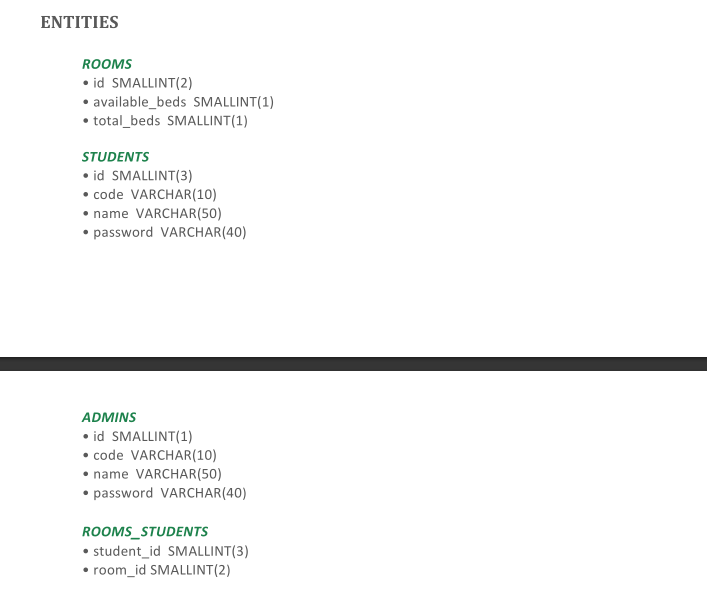 ENTITIES
ROOMS
• id SMALLINT(2)
• available_beds SMALLINT(1)
• total_beds SMALLINT(1)
STUDENTS
• id SMALLINT(3)
• code VARCHAR(10)
• name VARCHAR(50)
• password VARCHAR(40)
ADMINS
• id SMALLINT(1)
• code VARCHAR(10)
• name VARCHAR(50)
• password VARCHAR(40)
ROOMS_STUDENTS
• student_id SMALLINT(3)
• room_id SMALLINT(2)